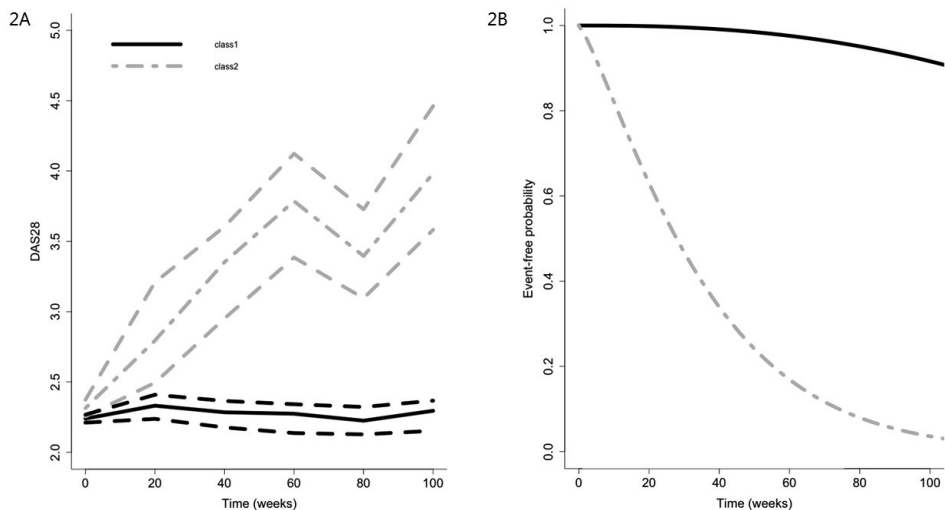 2A
5.0
4.5
4.0
3.5
3.0
2.5
2.0
DAS28
class1
class2
0 20 40 60 80 100
Time (weeks)
2B
1.0
0.8
0.6
0.4
0.2
0.0
Event-free probability
0 20 40 60 80 100
Time (weeks)